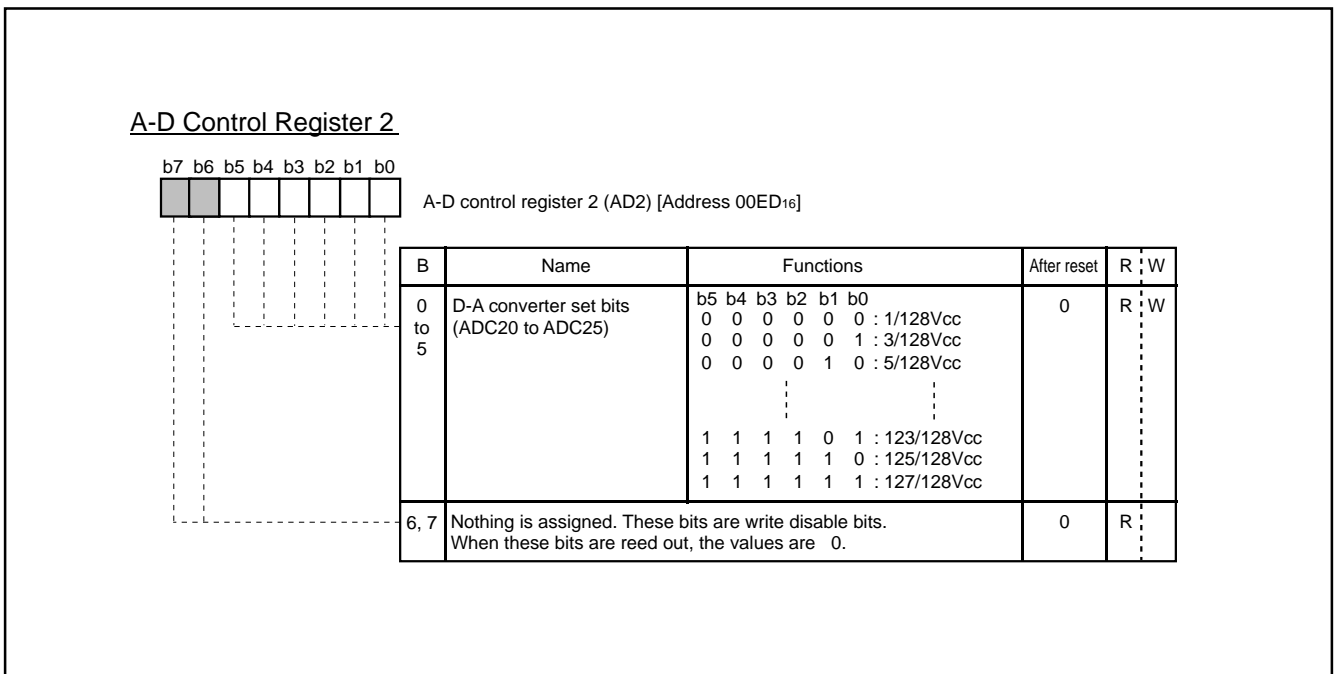 A-D Control Register 2
b7 b6 b5 b4 b3 b2 b1 b0
A-D control register 2 (AD2) [Address 00ED16]
B Name Functions After reset R W
0 to 5 D-A converter set bits (ADC20 to ADC25) 0 R W
b5 b4 b3 b2 b1 b0
0 0 0 0 0 0 : 1/128Vcc
0 0 0 0 0 1 : 3/128Vcc
0 0 0 0 1 0 : 5/128Vcc
1 1 1 1 0 1 : 123/128Vcc
1 1 1 1 1 0 : 125/128Vcc
1 1 1 1 1 1 : 127/128Vcc
6, 7 Nothing is assigned. These bits are write disable bits. 0 R
When these bits are reed out, the values are 0.